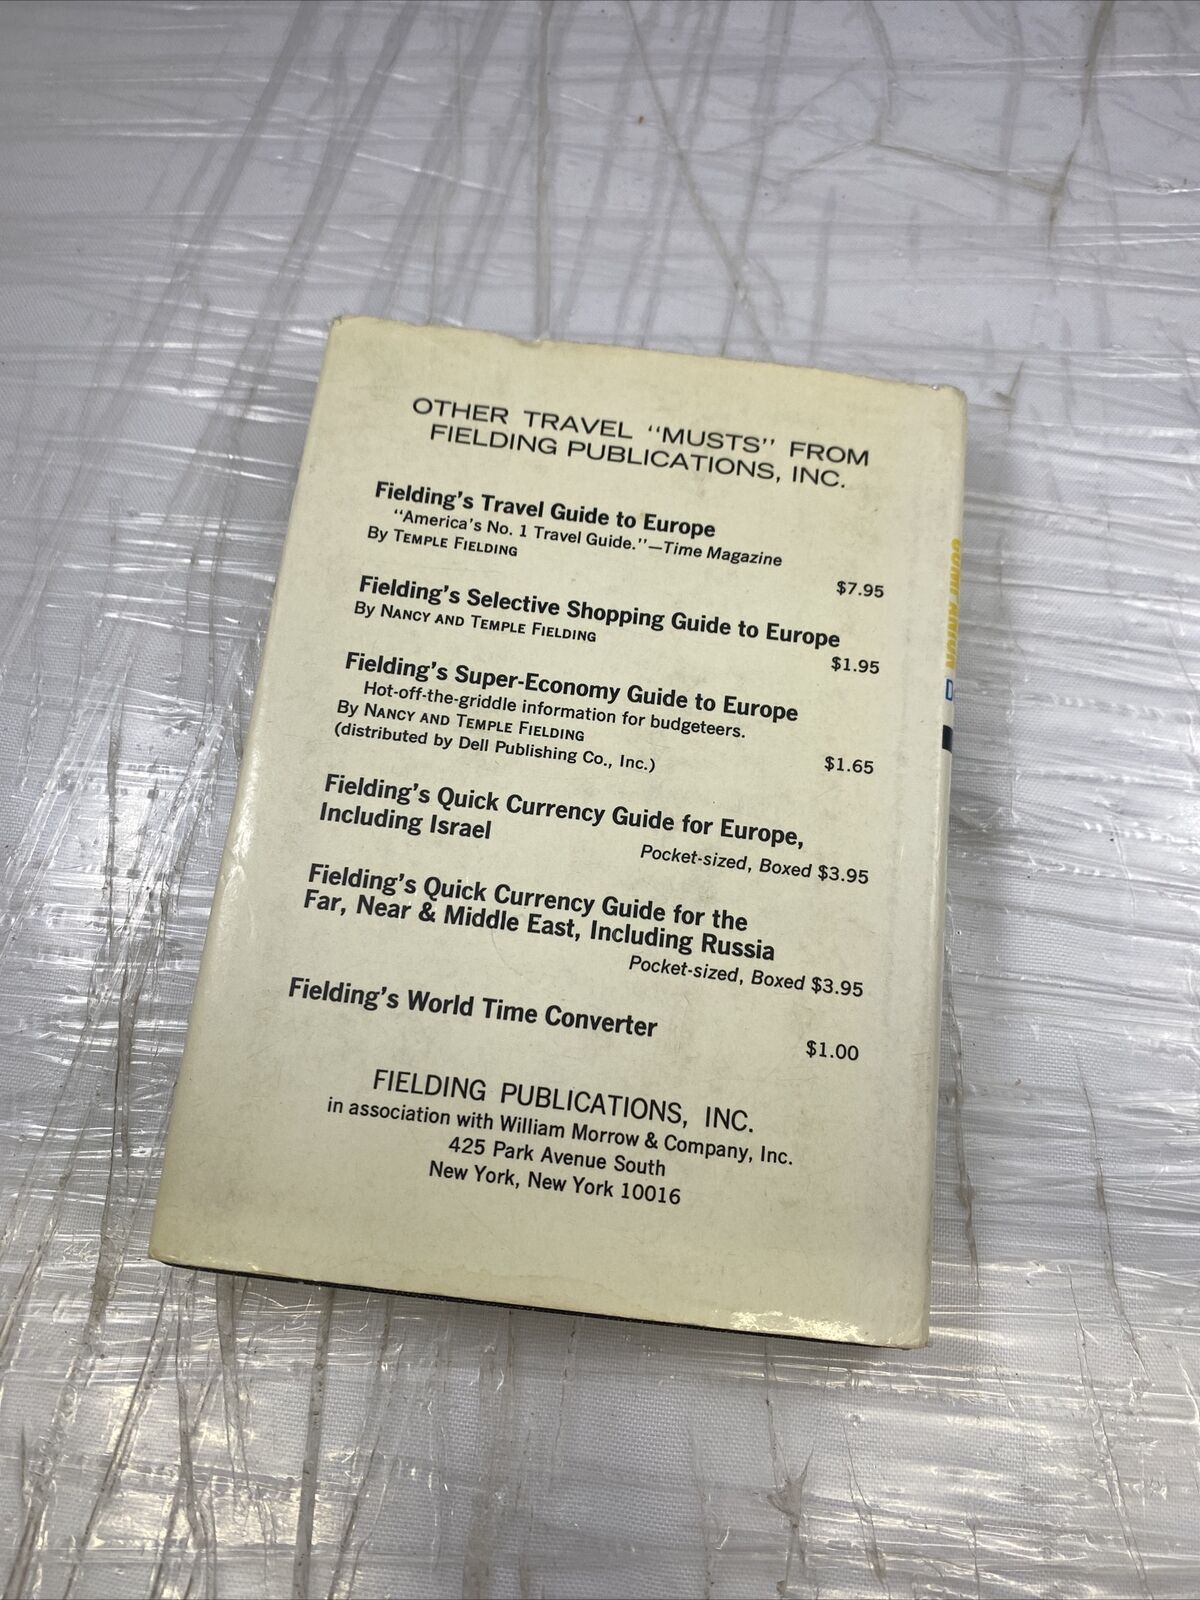 OTHER TRAVEL “MUSTS” FROM
FIELDING PUBLICATIONS, INC.
Fielding's Travel Guide to Europe
“America's No. 1 Travel Guide.”—Time Magazine
By TEMPLE FIELDING
$7.95
Fielding's Selective Shopping Guide to Europe
By NANCY AND TEMPLE FIELDING
$1.95
Fielding's Super-Economy Guide to Europe
Hot-off-the-griddle information for budgeteers.
By NANCY AND TEMPLE FIELDING
(distributed by Dell Publishing Co., Inc.)
$1.65
Fielding's Quick Currency Guide for Europe,
Including Israel
Pocket-sized, Boxed $3.95
Fielding's Quick Currency Guide for the
Far, Near & Middle East, Including Russia
Pocket-sized, Boxed $3.95
Fielding's World Time Converter
$1.00
FIELDING PUBLICATIONS, INC.
in association with William Morrow & Company, Inc.
425 Park Avenue South
New York, New York 10016